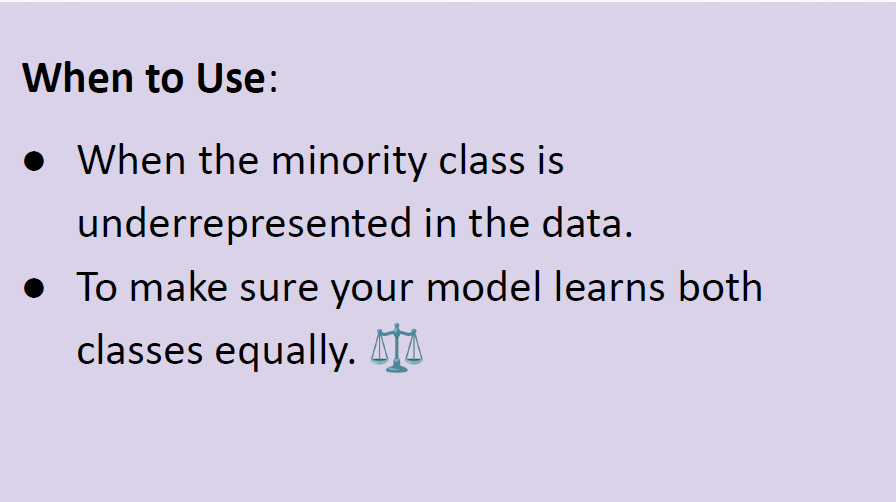 When to Use:
● When the minority class is
underrepresented in the data.
● To make sure your model learns both
classes equally. ⚖️